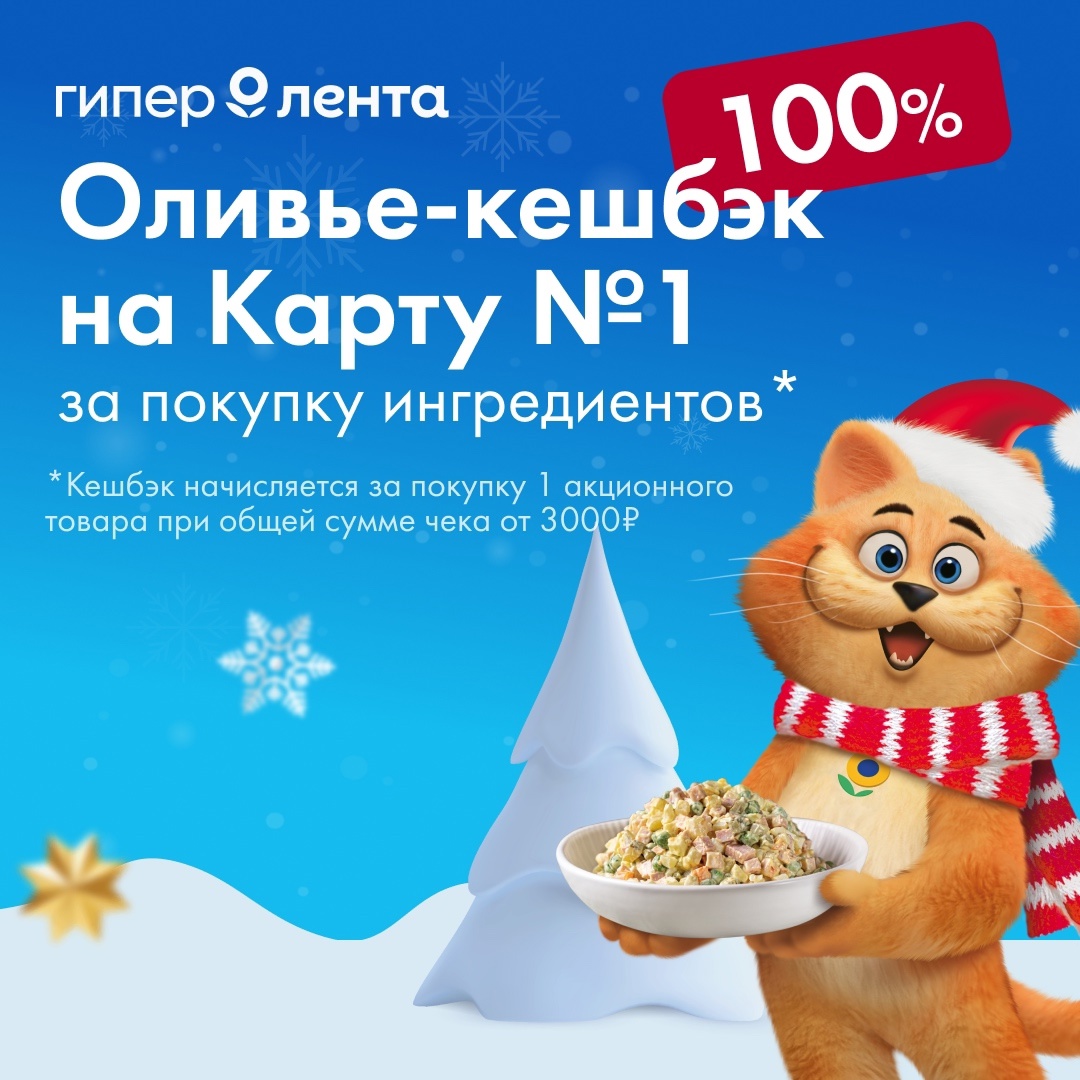 гипер лента
100%
Оливье-кешбэк
на Карту №1
за покупку ингредиентов*
*Кешбэк начисляется за покупку 1 акционного
товара при общей сумме чека от 3000₽